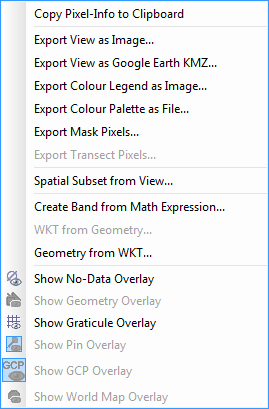 Copy Pixel-Info to Clipboard
Export View as Image...
Export View as Google Earth KMZ...
Export Colour Legend as Image...
Export Colour Palette as File...
Export Mask Pixels...
Export Transect Pixels...
Spatial Subset from View...
Create Band from Math Expression...
WKT from Geometry...
Geometry from WKT...
Show No-Data Overlay
Show Geometry Overlay
Show Graticule Overlay
Show Pin Overlay
GCP Show GCP Overlay
Show World Map Overlay